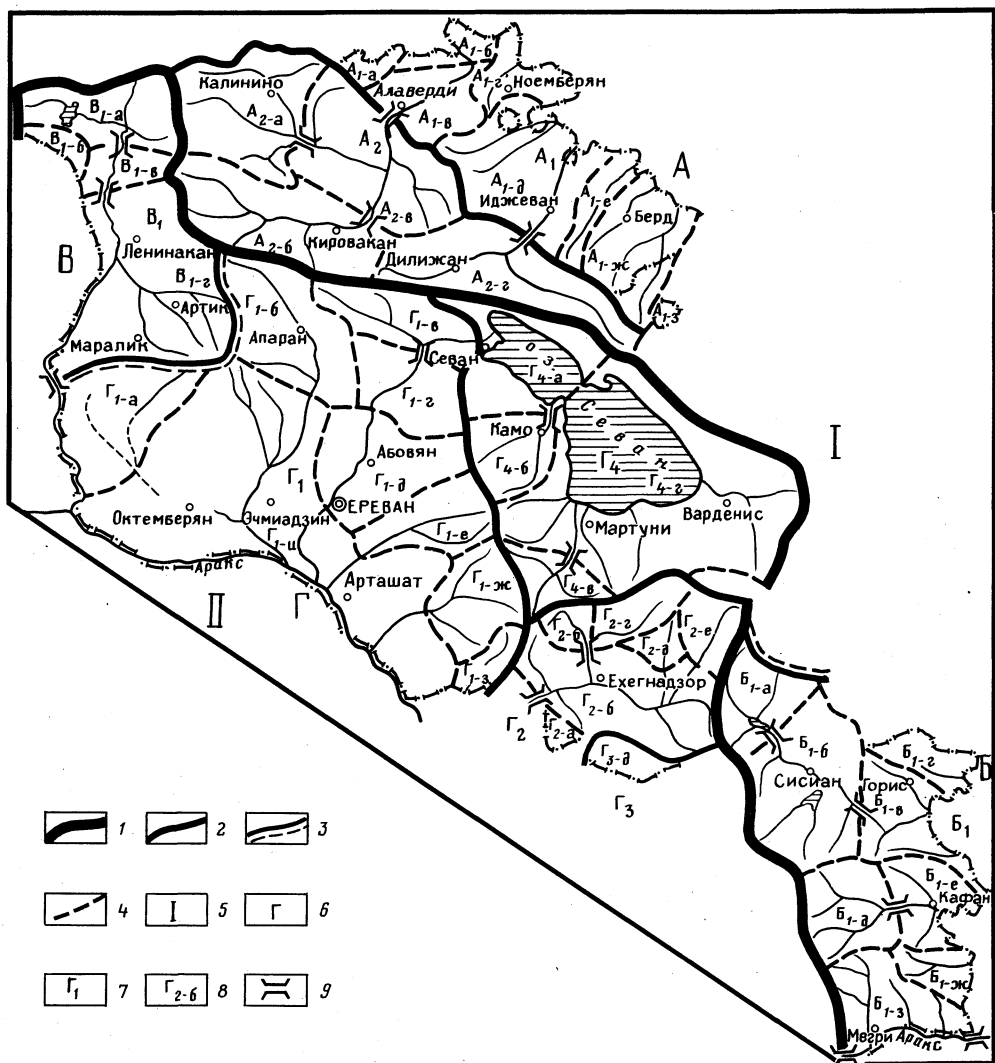 А₁-б
А₁-а
Калинино
А₁-г
Ноемберян
Алаверди
В₁-а
А₂-а
А₁-в
А₂
В₁-б
А₁
А
В₁-в
А₁-д
А₁-е
Иджеван
Берд
В₁
А₂-в
А₂-б
Кировакан
Ленинакан
Дилижан
А₁-ж
В
I
А₂-г
В₁-г
Г₁-б
Артик
Г₁-в
А₁-з
Апаран
Маралик
Севан
оз.
Г₄-а
Г₁-а
Г₁-г
Севан
I
Камо
Абовян
Г₄-б
Г₄
Г₁
Г₁-д
Г₄-г
Октемберян
Эчмиадзин
ЕРЕВАН
Варденис
Мартуни
Г₁-и
Г₁-е
Аракс
Арташат
Г₁-ж
Г₄-в
II
Г
Г₂-б
Г₂-г
Г₂-е
Г₂-д
Г₁-з
Ехегнадзор
Б₁-а
Г₂
Г₂-а
Г₂-б
Б₁-б
Б₁-г
Б
Г₃-д
Сисиан
Горис
Г₃
Б₁-в
Б₁
1 2 3
Б₁-е
Кафан
4 I 5 Г 6
Б₁-д
Б₁-ж
Г₁ 7 Г₂-б 8 9
Б₁-з
Мегри
Аракс